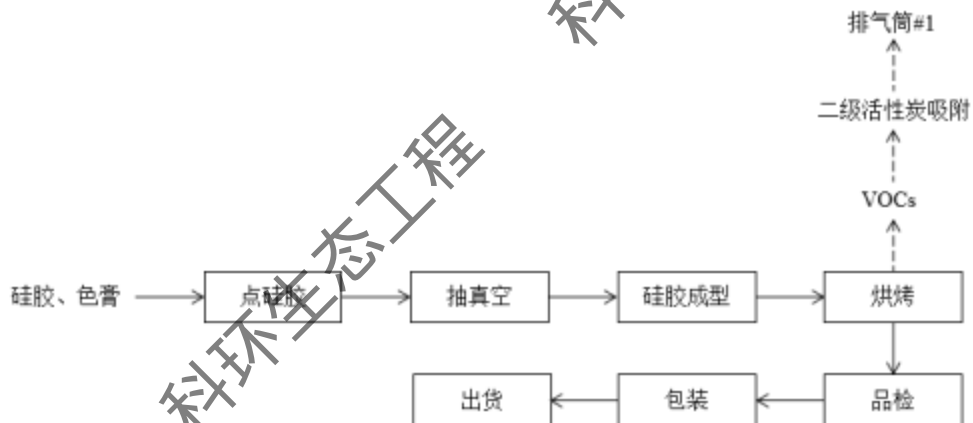 排气筒#1
二级活性炭吸附
VOCs
硅胶、色膏
点硅胶
抽真空
硅胶成型
烘烤
出货
包装
品检
科环生态工程
科